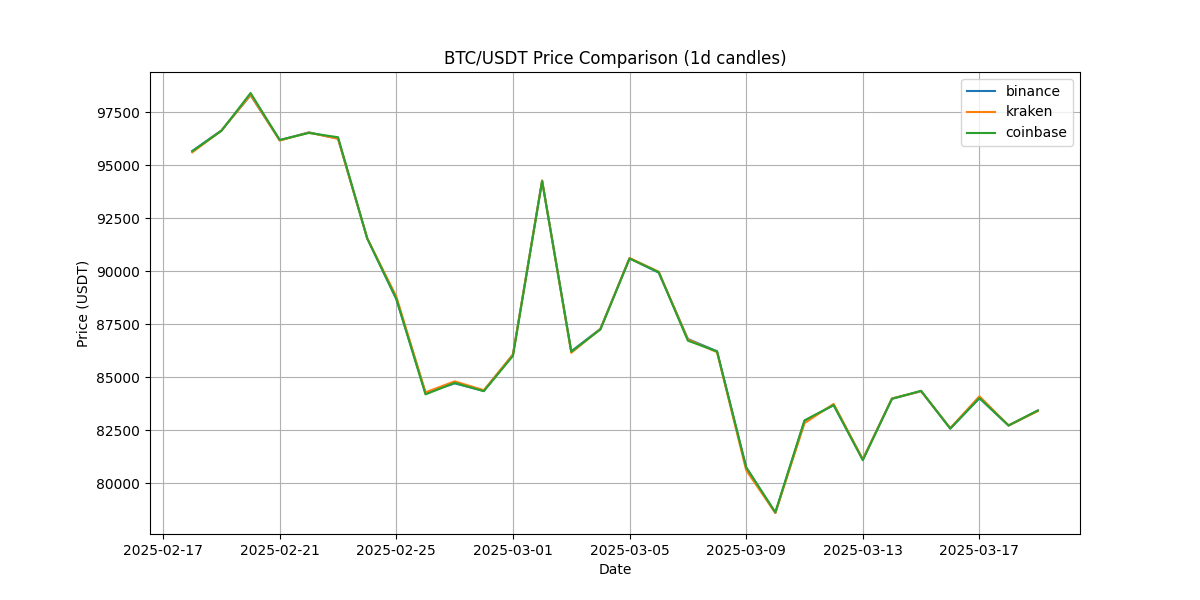 BTC/USDT Price Comparison (1d candles)
binance
kraken
coinbase
97500
95000
92500
90000
87500
85000
82500
80000
Price (USDT)
2025-02-17 2025-02-21 2025-02-25 2025-03-01 2025-03-05 2025-03-09 2025-03-13 2025-03-17
Date